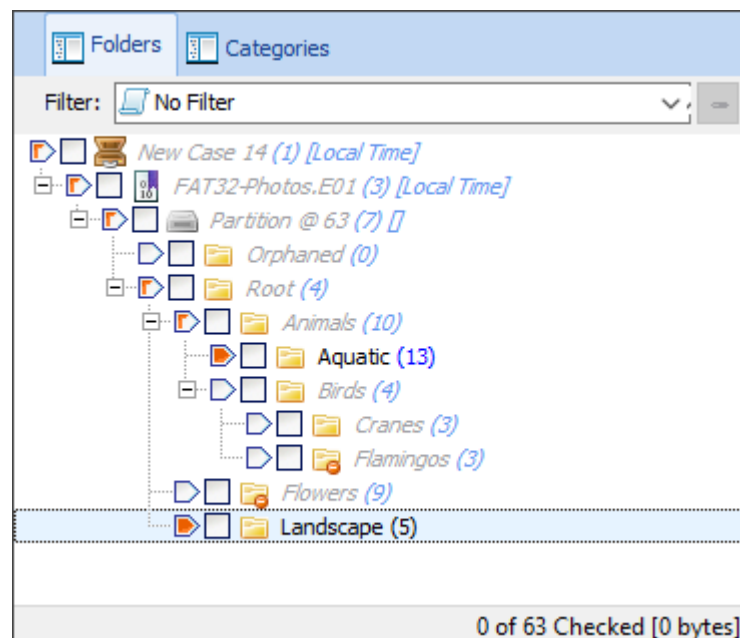 Folders Categories
Filter: No Filter
New Case 14 (1) [Local Time]
FAT32-Photos.E01 (3) [Local Time]
Partition @ 63 (7) []
Orphaned (0)
Root (4)
Animals (10)
Aquatic (13)
Birds (4)
Cranes (3)
Flamingos (3)
Flowers (9)
Landscape (5)
0 of 63 Checked [0 bytes]